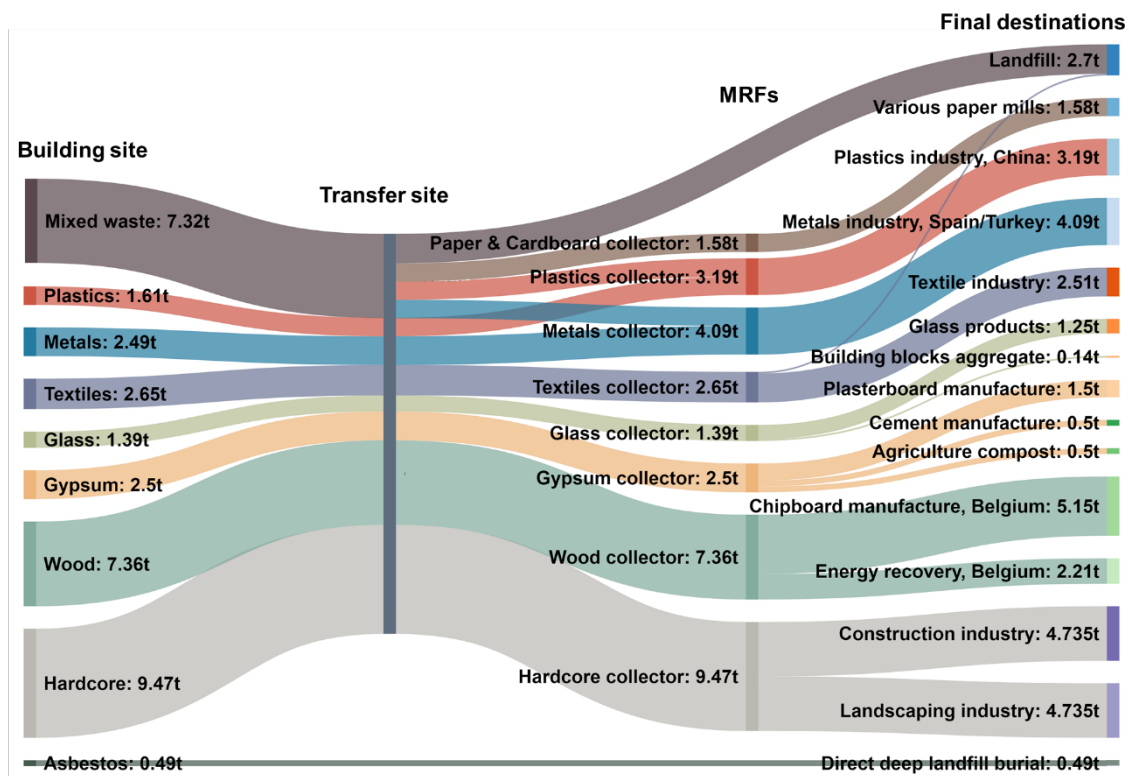 Final destinations
Landfill: 2.7t
MRFs
Various paper mills: 1.58t
Building site
Plastics industry, China: 3.19t
Transfer site
Mixed waste: 7.32t
Metals industry, Spain/Turkey: 4.09t
Paper & Cardboard collector: 1.58t
Plastics collector: 3.19t
Textile industry: 2.51t
Plastics: 1.61t
Glass products: 1.25t
Metals collector: 4.09t
Metals: 2.49t
Building blocks aggregate: 0.14t
Textiles collector: 2.65t
Plasterboard manufacture: 1.5t
Textiles: 2.65t
Cement manufacture: 0.5t
Glass collector: 1.39t
Glass: 1.39t
Agriculture compost: 0.5t
Gypsum collector: 2.5t
Gypsum: 2.5t
Chipboard manufacture, Belgium: 5.15t
Wood collector: 7.36t
Wood: 7.36t
Energy recovery, Belgium: 2.21t
Construction industry: 4.735t
Hardcore collector: 9.47t
Hardcore: 9.47t
Landscaping industry: 4.735t
Asbestos: 0.49t
Direct deep landfill burial: 0.49t